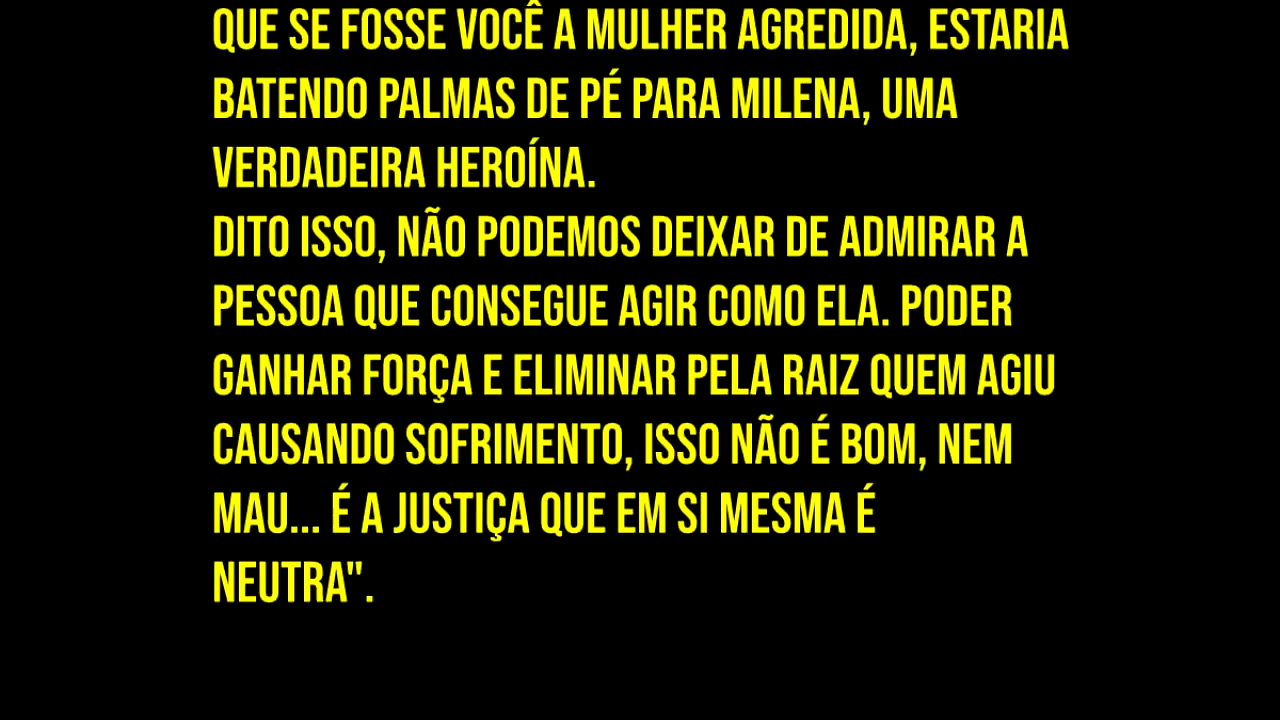 QUE SE FOSSE VOCÊ A MULHER AGREDIDA, ESTARIA
BATENDO PALMAS DE PÉ PARA MILENA, UMA
VERDADEIRA HEROÍNA.
DITO ISSO, NÃO PODEMOS DEIXAR DE ADMIRAR A
PESSOA QUE CONSEGUE AGIR COMO ELA. PODER
GANHAR FORÇA E ELIMINAR PELA RAIZ QUEM AGIU
CAUSANDO SOFRIMENTO, ISSO NÃO É BOM, NEM
MAU... É A JUSTIÇA QUE EM SI MESMA É
NEUTRA".